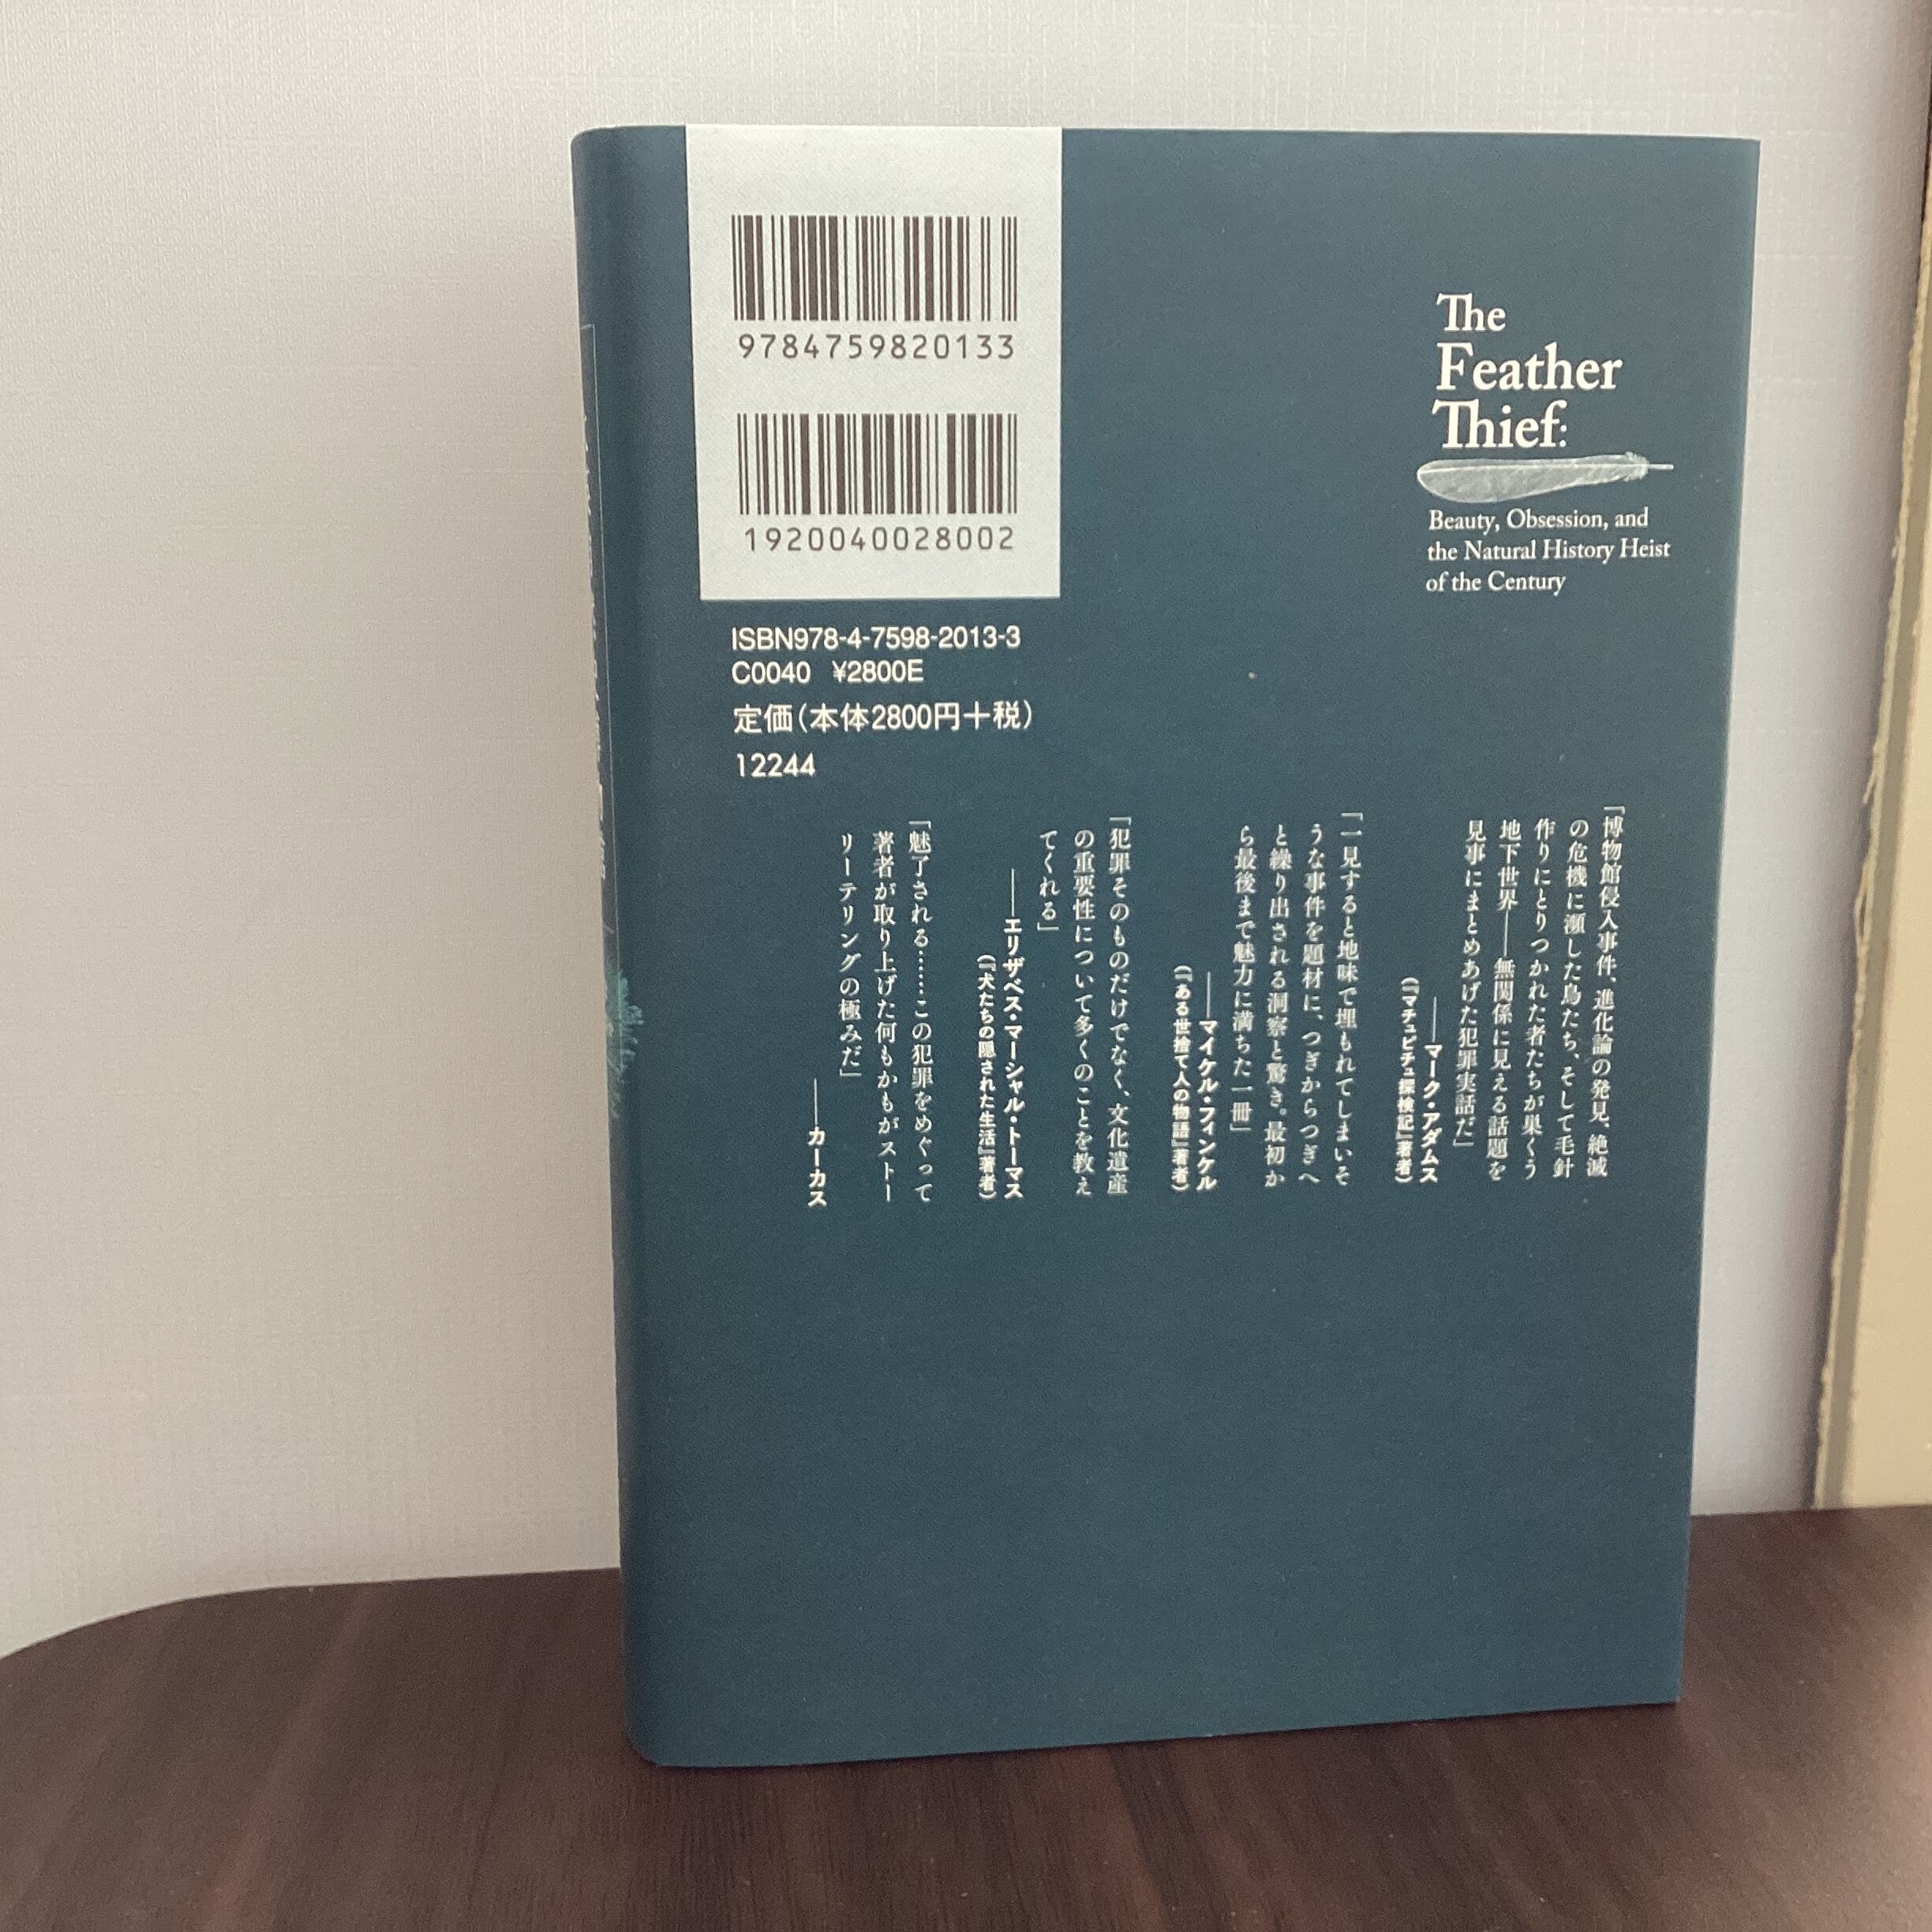 9784759820133
1920040028002
ISBN978-4-7598-2013-3
C0040 ¥2800E
定価(本体2800円+税)
12244
The
Feather
Thief:
Beauty, Obsession, and
the Natural History Heist
of the Century
「博物館侵入事件、進化論の発見、絶滅
の危機に瀕した鳥たち、そして毛針
作りにとりつかれた者たちが巣くう
地下世界――無関係に見える話題を
見事にまとめあげた犯罪実話だ」
――マーク・アダムス
(『マチュピチュ探検記』著者)
「一見すると地味で埋もれてしまいそ
うな事件を題材に、つぎからつぎへ
と繰り出される洞察と驚き。最初か
ら最後まで魅力に満ちた一冊」
――マイケル・フィンケル
(『ある世捨て人の物語』著者)
「犯罪そのものだけでなく、文化遺産
の重要性について多くのことを教え
てくれる」
――エリザベス・マーシャル・トーマス
(『犬たちの隠された生活』著者)
「魅了される……この犯罪をめぐって
著者が取り上げた何もかもがストー
リーテリングの極みだ」
――カーカス